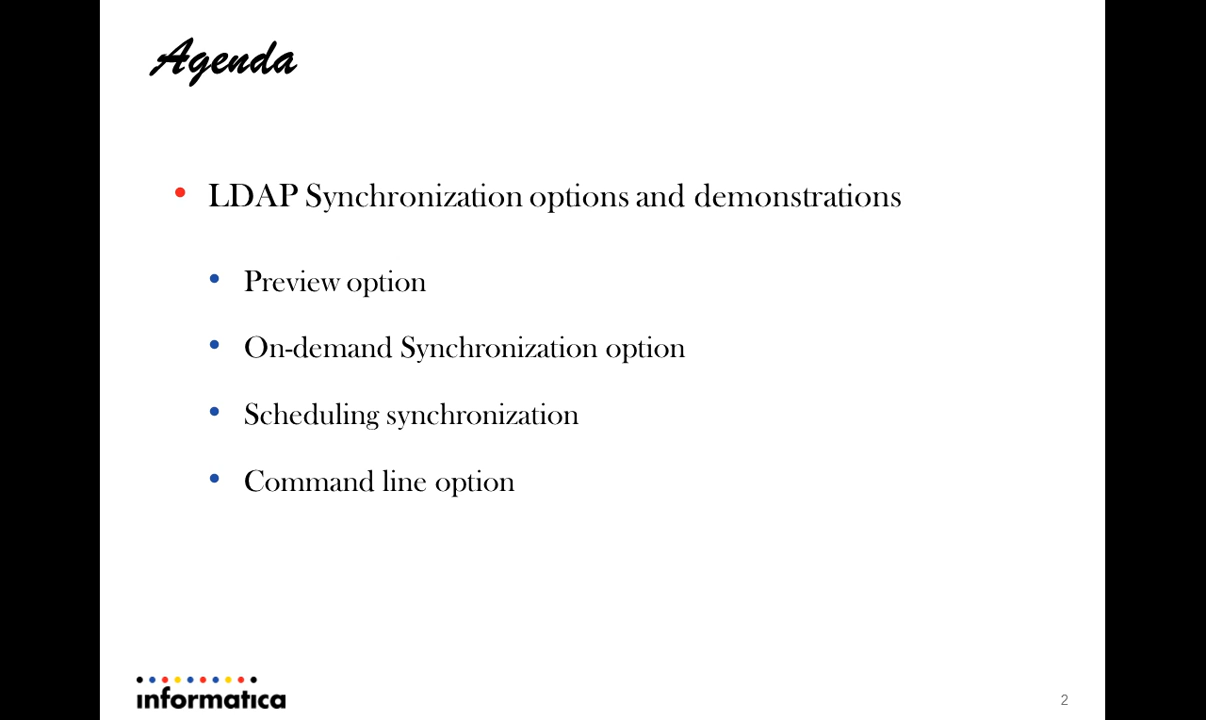 Agenda
• LDAP Synchronization options and demonstrations
• Preview option
• On-demand Synchronization option
• Scheduling synchronization
• Command line option
informatica
2